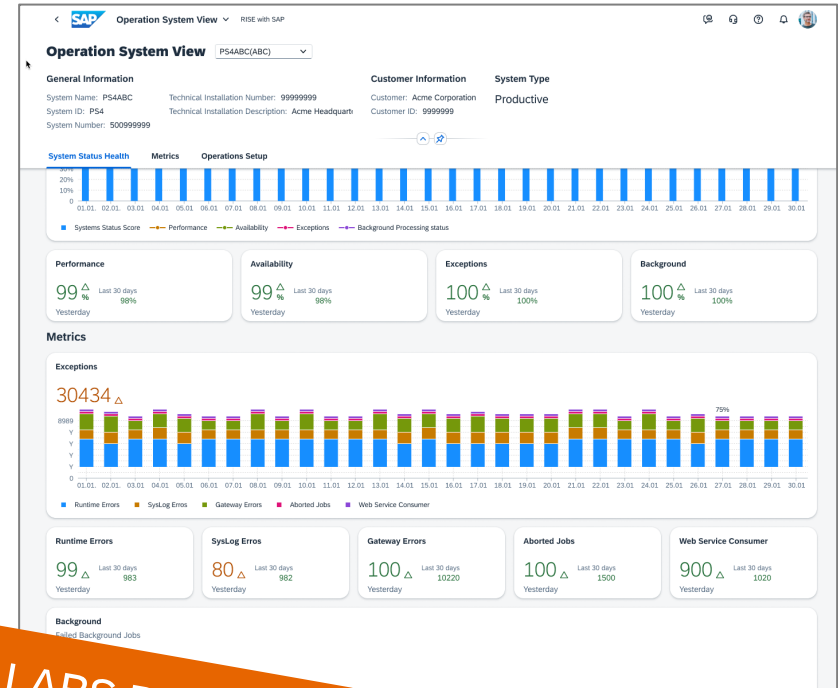 SAP Operation System View RISE with SAP
Operation System View PS4ABC(ABC)
General Information Customer Information System Type
System Name: PS4ABC Technical Installation Number: 99999999 Customer: Acme Corporation Productive
System ID: PS4 Technical Installation Description: Acme Headquarte Customer ID: 9999999
System Number: 500999999
System Status Health Metrics Operations Setup
20%
10%
0
01.01. 02.01. 03.01 04.01 05.01 06.01 07.01 08.01 09.01 10.01 11.01 12.01 13.01 14.01 15.01 16.01 17.01 18.01 19.01 20.01 21.01 22.01 23.01 24.01 25.01 26.01 27.01 28.01 29.01 30.01
Systems Status Score Performance Availability Exceptions Background Processing status
Performance Availability Exceptions Background
99 % Last 30 days 98% 99 % Last 30 days 98% 100 % Last 30 days 100% 100 % Last 30 days 100%
Yesterday Yesterday Yesterday Yesterday
Metrics
Exceptions
30434
75%
8989
Y
Y
Y
Y
0
01.01. 02.01. 03.01 04.01 05.01 06.01 07.01 08.01 09.01 10.01 11.01 12.01 13.01 14.01 15.01 16.01 17.01 18.01 19.01 20.01 21.01 22.01 23.01 24.01 25.01 26.01 27.01 28.01 29.01 30.01
Runtime Errors SysLog Erros Gateway Errors Aborted Jobs Web Service Consumer
Runtime Errors SysLog Erros Gateway Errors Aborted Jobs Web Service Consumer
99 Last 30 days 983 80 Last 30 days 982 100 Last 30 days 10220 100 Last 30 days 1500 900 Last 30 days 1020
Yesterday Yesterday Yesterday Yesterday Yesterday
Background
Failed Background Jobs